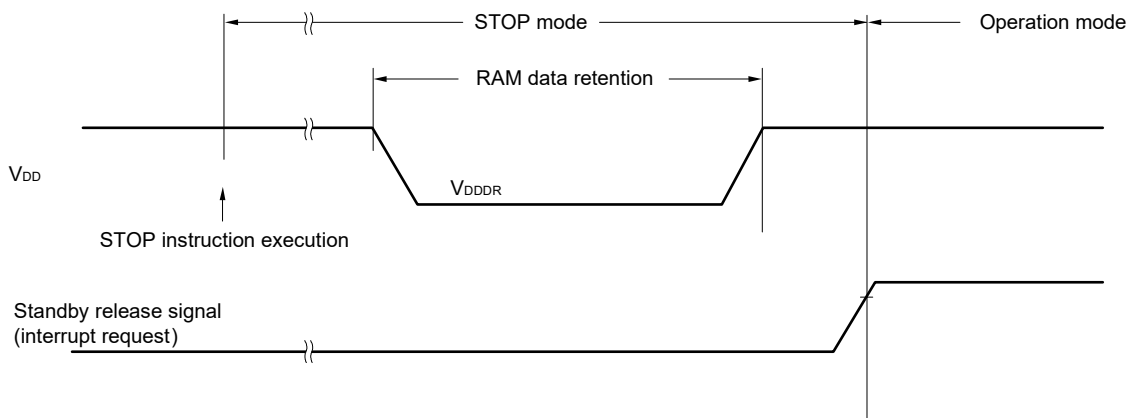 STOP mode
Operation mode
RAM data retention
VDD
VDDDR
STOP instruction execution
Standby release signal
(interrupt request)